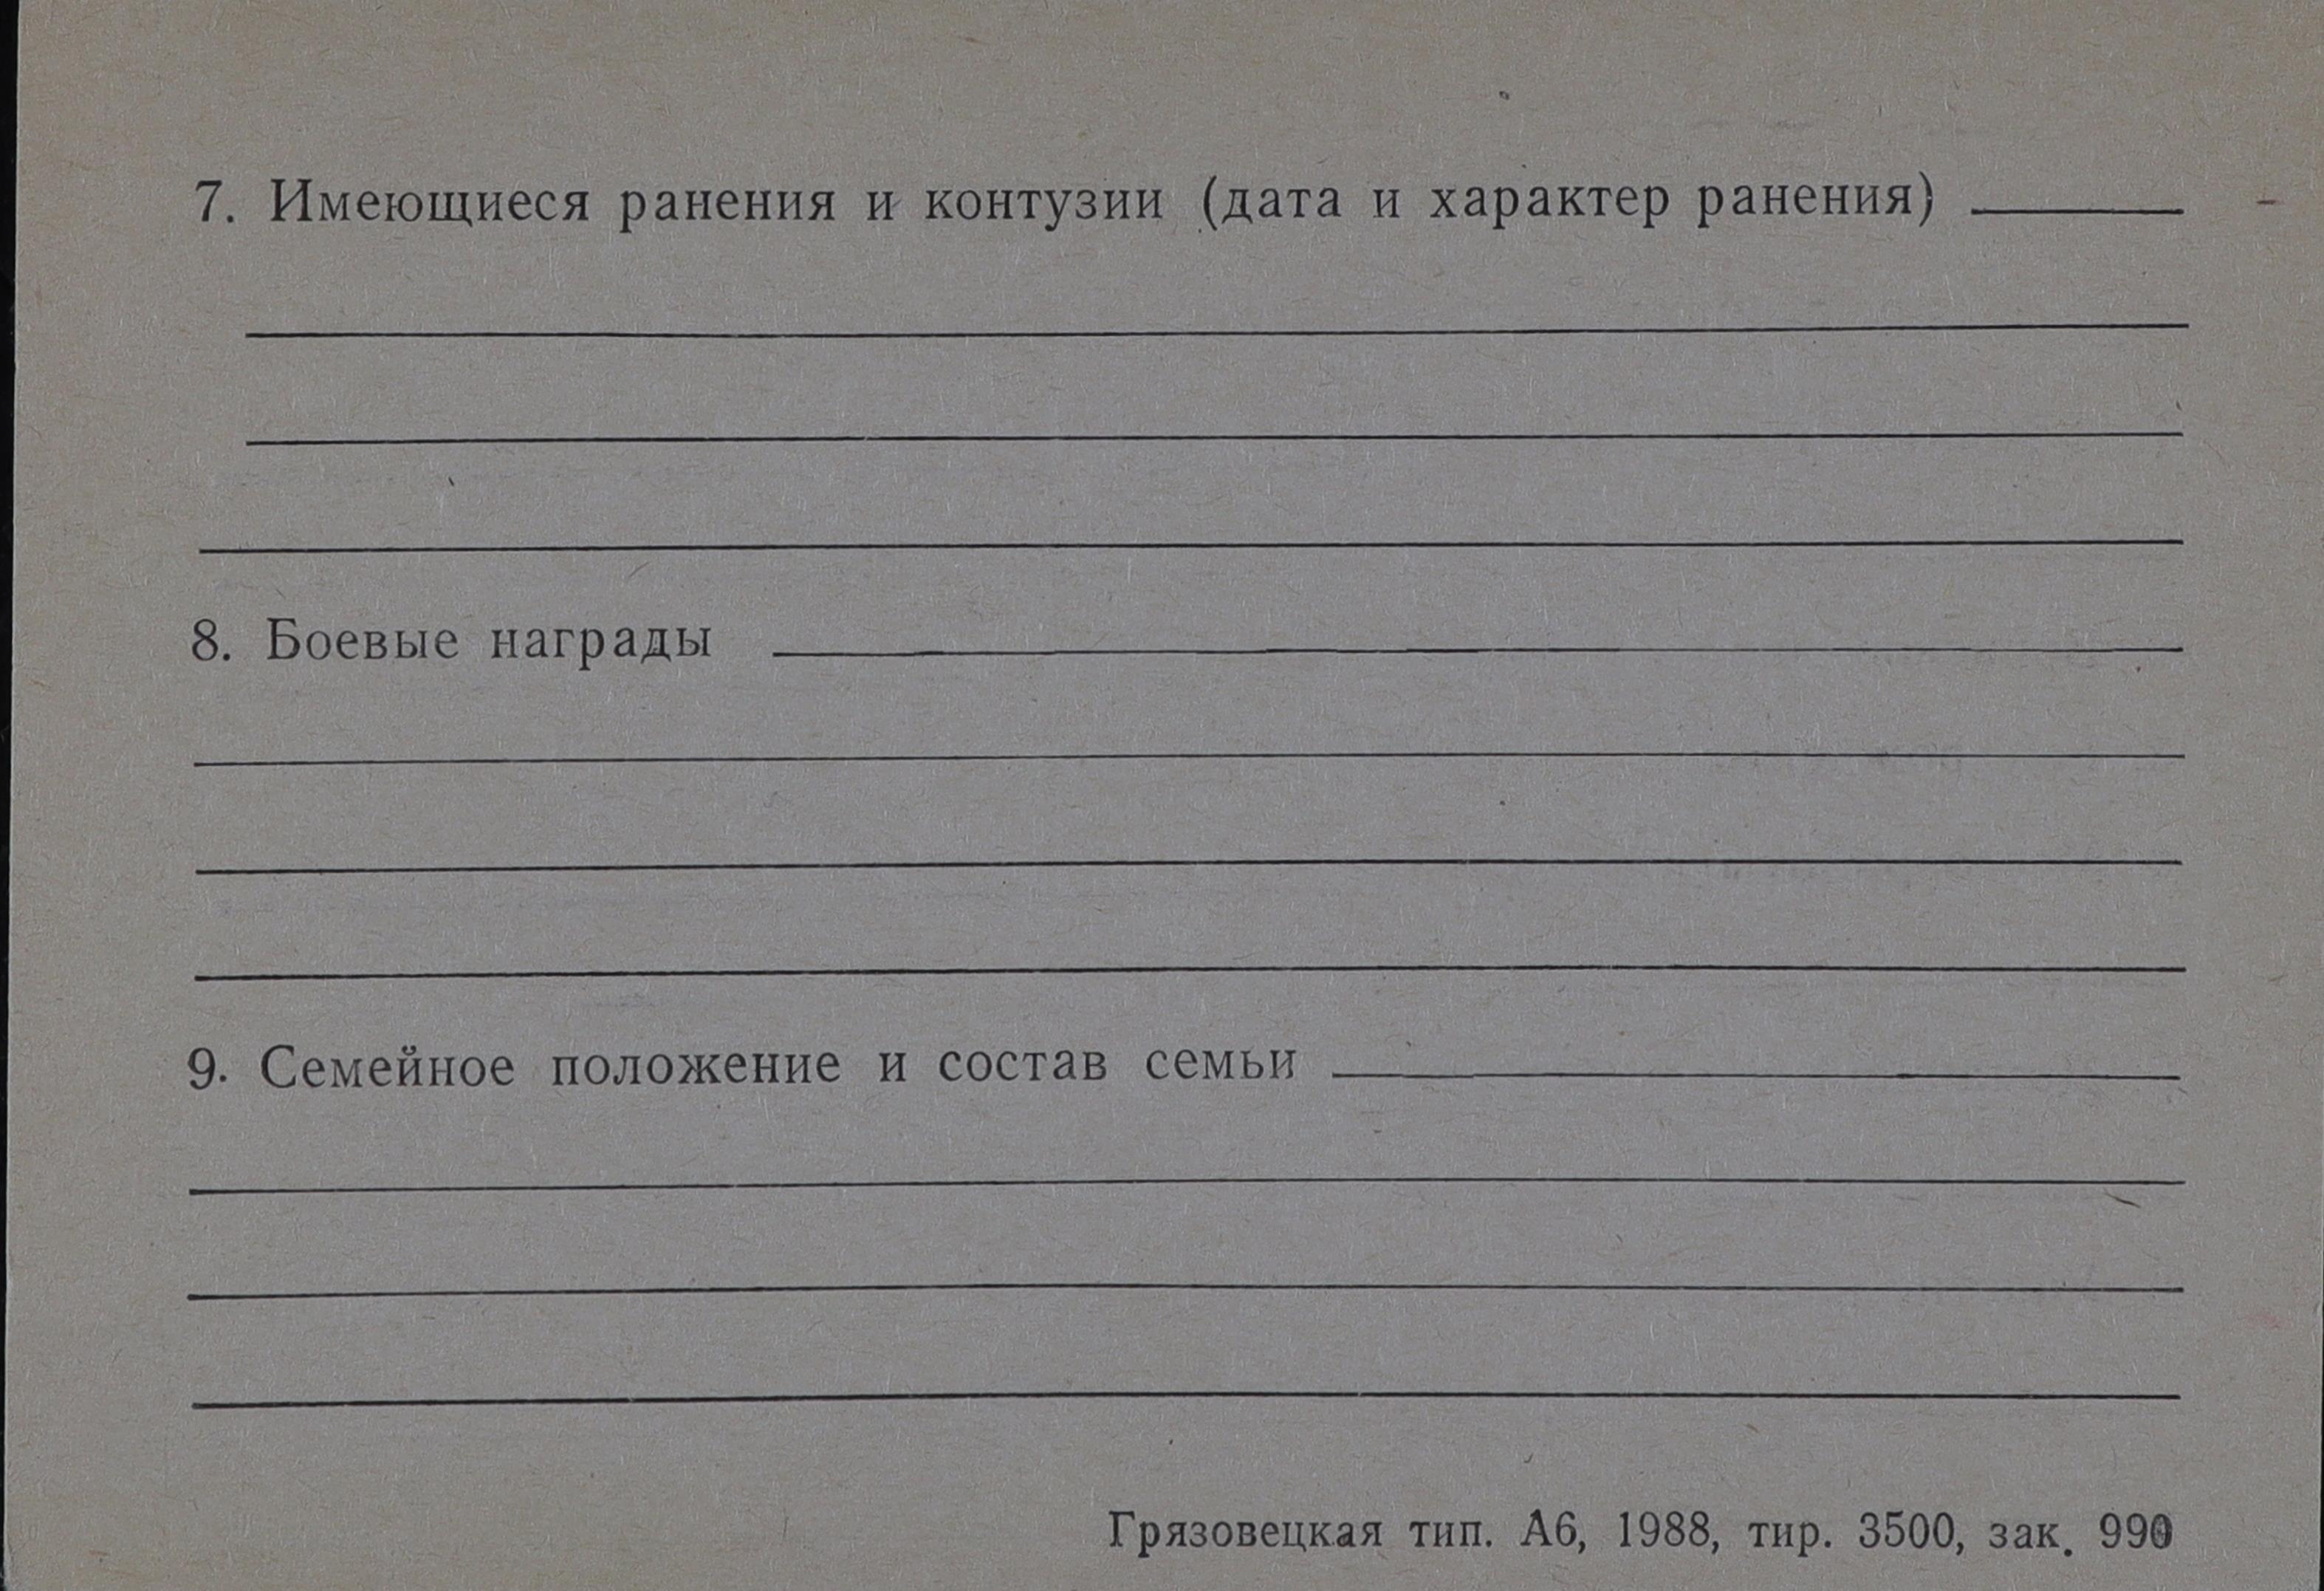 7. Имеющиеся ранения и контузии (дата и характер ранения)
8. Боевые награды
9. Семейное положение и состав семьи
Грязовецкая тип. А6, 1988, тир. 3500, зак. 990